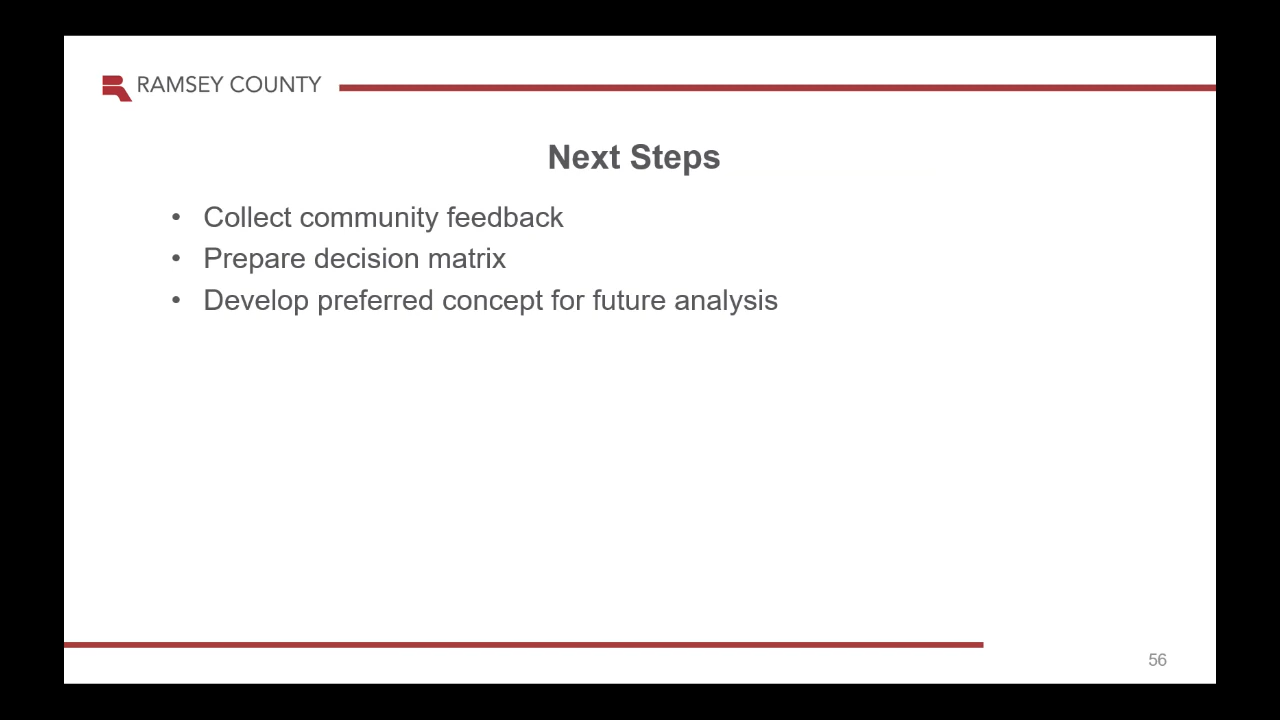 RAMSEY COUNTY
Next Steps
• Collect community feedback
• Prepare decision matrix
• Develop preferred concept for future analysis
56